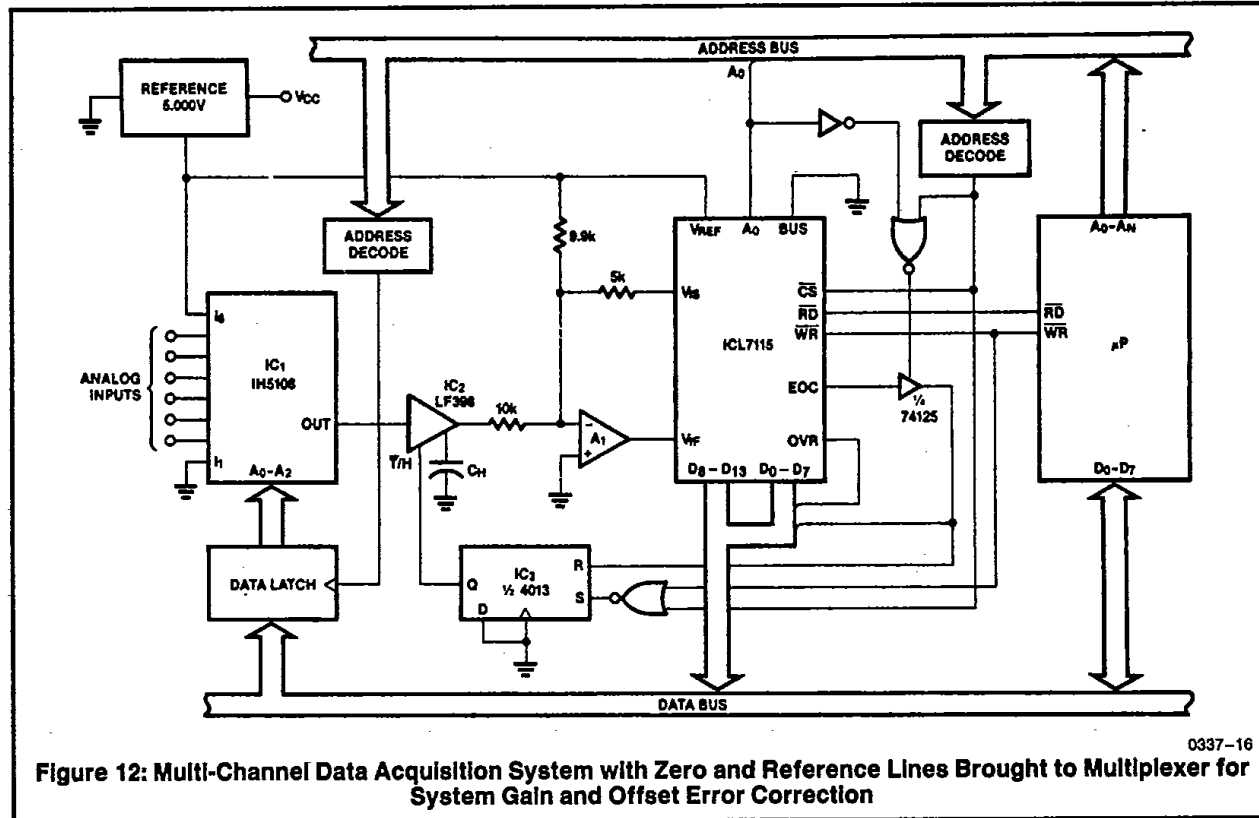 ADDRESS BUS
A0
REFERENCE
5.000V
VCC
ADDRESS
DECODE
ADDRESS
DECODE
9.9k
VREF
A0
BUS
A0-AN
5k
VIS
CS
RD
WR
RD
WR
ICL7115
μP
I8
IC1
IH5108
ANALOG
INPUTS
OUT
I1
A0-A2
IC2
LF398
10k
T/H
CH
A1
VIF
EOC
¼
74125
OVR
D8-D13
D0-D7
D0-D7
DATA LATCH
Q
IC3
½ 4013
D
R
S
DATA BUS
0337-16
Figure 12: Multi-Channel Data Acquisition System with Zero and Reference Lines Brought to Multiplexer for
System Gain and Offset Error Correction